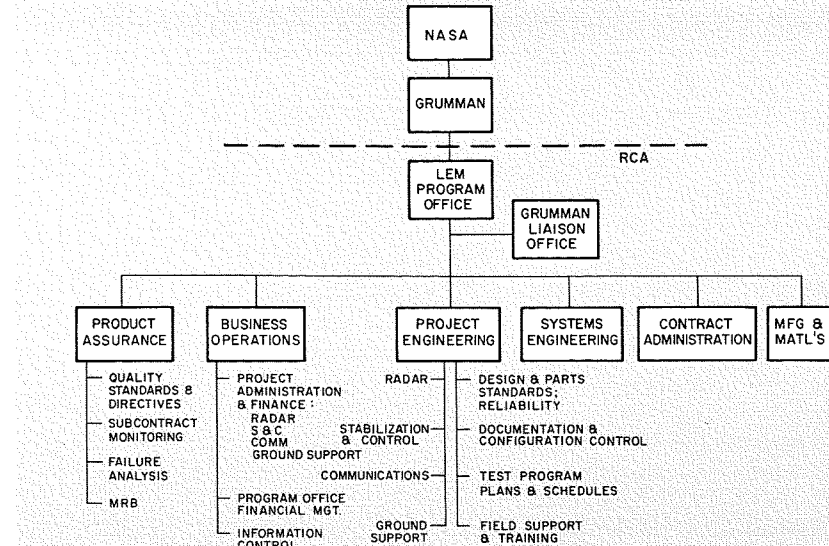 NASA
GRUMMAN
RCA
LEM
PROGRAM
OFFICE
GRUMMAN
LIAISON
OFFICE
PRODUCT
ASSURANCE
BUSINESS
OPERATIONS
PROJECT
ENGINEERING
SYSTEMS
ENGINEERING
CONTRACT
ADMINISTRATION
MFG &
MATL'S
QUALITY
STANDARDS &
DIRECTIVES
SUBCONTRACT
MONITORING
FAILURE
ANALYSIS
MRB
PROJECT
ADMINISTRATION
& FINANCE:
RADAR
S&C
COMM
GROUND SUPPORT
PROGRAM OFFICE
FINANCIAL MGT.
INFORMATION
CONTROL
RADAR
STABILIZATION
& CONTROL
COMMUNICATIONS
GROUND
SUPPORT
DESIGN & PARTS
STANDARDS;
RELIABILITY
DOCUMENTATION &
CONFIGURATION CONTROL
TEST PROGRAM
PLANS & SCHEDULES
FIELD SUPPORT
& TRAINING